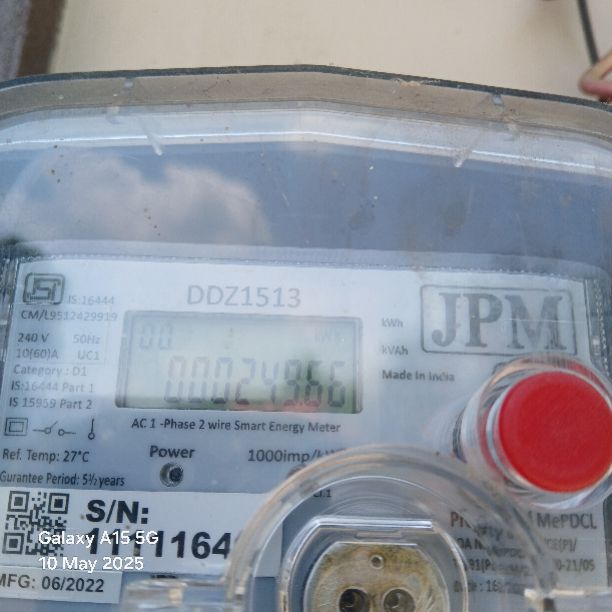 IS:16444
CM/L9512429919
DDZ1513
JPM
240 V 50Hz
10(60)A UC1
Category : D1
IS:16444 Part 1
IS 15959 Part 2
00
kWh
kVAh
Made in India
AC 1 -Phase 2 wire Smart Energy Meter
Ref. Temp: 27°C
Power
1000imp/
Gurantee Period: 5½ years
S/N:
MePDCL
Galaxy A15 5G
10 May 2025
MFG: 06/2022